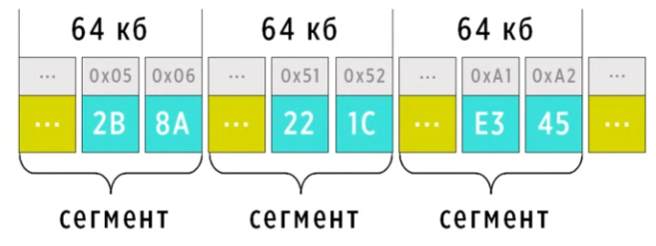 64 кб 64 кб 64 кб
... 0x05 0x06 ... 0x51 0x52 ... 0xA1 0xA2 ...
... 2B 8A ... 22 1C ... E3 45 ...
сегмент сегмент сегмент